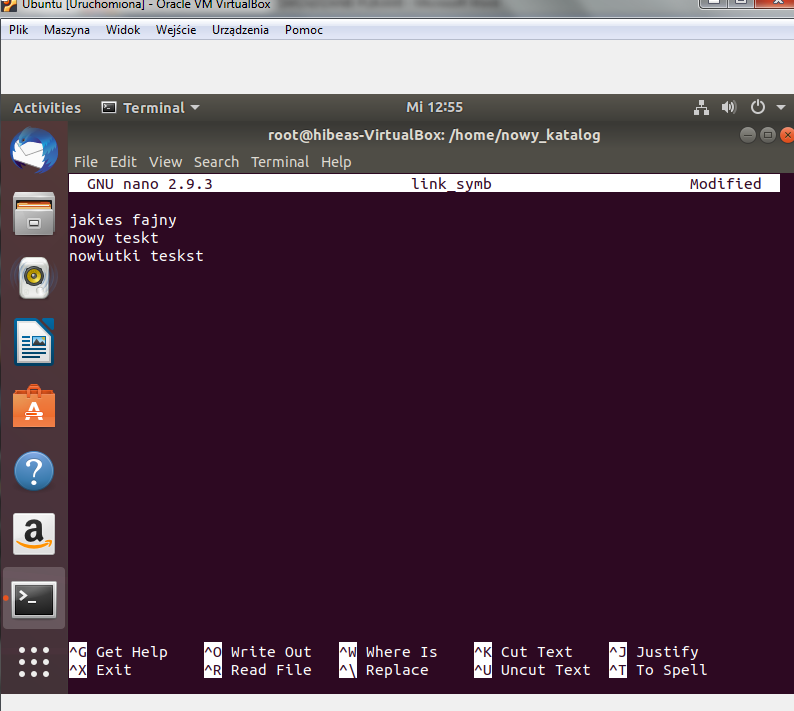 Ubuntu [Uruchomiona] - Oracle VM VirtualBox
Plik Maszyna Widok Wejście Urządzenia Pomoc
Activities Terminal Mi 12:55
root@hibeas-VirtualBox: /home/nowy_katalog
File Edit View Search Terminal Help
GNU nano 2.9.3 link_symb Modified
jakies fajny
nowy teskt
nowiutki teskst
^G Get Help ^O Write Out ^W Where Is ^K Cut Text ^J Justify
^X Exit ^R Read File ^\ Replace ^U Uncut Text ^T To Spell